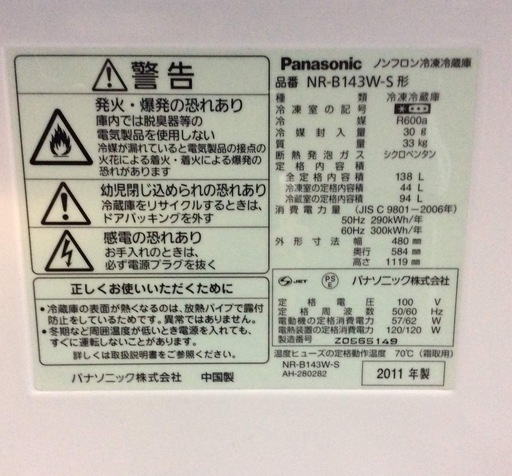 警告
発火・爆発の恐れあり
庫内では脱臭器等の
電気製品を使用しない
冷媒が漏れていると電気製品の接点の
火花による着火・着火による爆発の
恐れがあります
幼児閉じ込められの恐れあり
冷蔵庫をリサイクルするときは、
ドアパッキングを外す
感電の恐れあり
お手入れのときは、
必ず電源プラグを抜く
正しくお使いいただくために
●冷蔵庫の表面が熱くなるのは、放熱パイプで露付
防止をしているためです。異常ではありません。
●冬期など周囲温度が低いとき電源を入れても、
すぐに運転しないことがあります。
詳しくは取扱説明書をご参照ください。
パナソニック株式会社 中国製
Panasonic ノンフロン冷凍冷蔵庫
品番 NR-B143W-S 形
種類 冷凍冷蔵庫
冷凍室の記号
冷媒 R600a
冷媒封入量 30 g
質量 33 kg
断熱発泡ガス シクロペンタン
定格内容積
全定格内容積 138 L
冷凍室の定格内容積 44 L
冷蔵室の定格内容積 94 L
消費電力量 (JIS C 9801-2006年)
50Hz 290kWh/年
60Hz 300kWh/年
外形寸法 幅 480 mm
奥行 584 mm
高さ 1119 mm
JET PS E パナソニック株式会社
定格電圧 100 V
定格周波数 50/60 Hz
電動機の定格消費電力 57/62 W
電熱装置の定格消費電力 120/120 W
製造番号 Z0565149
温度ヒューズの定格動作温度 70℃ (霜取用)
NR-B143W-S
AH-280282
2011 年製